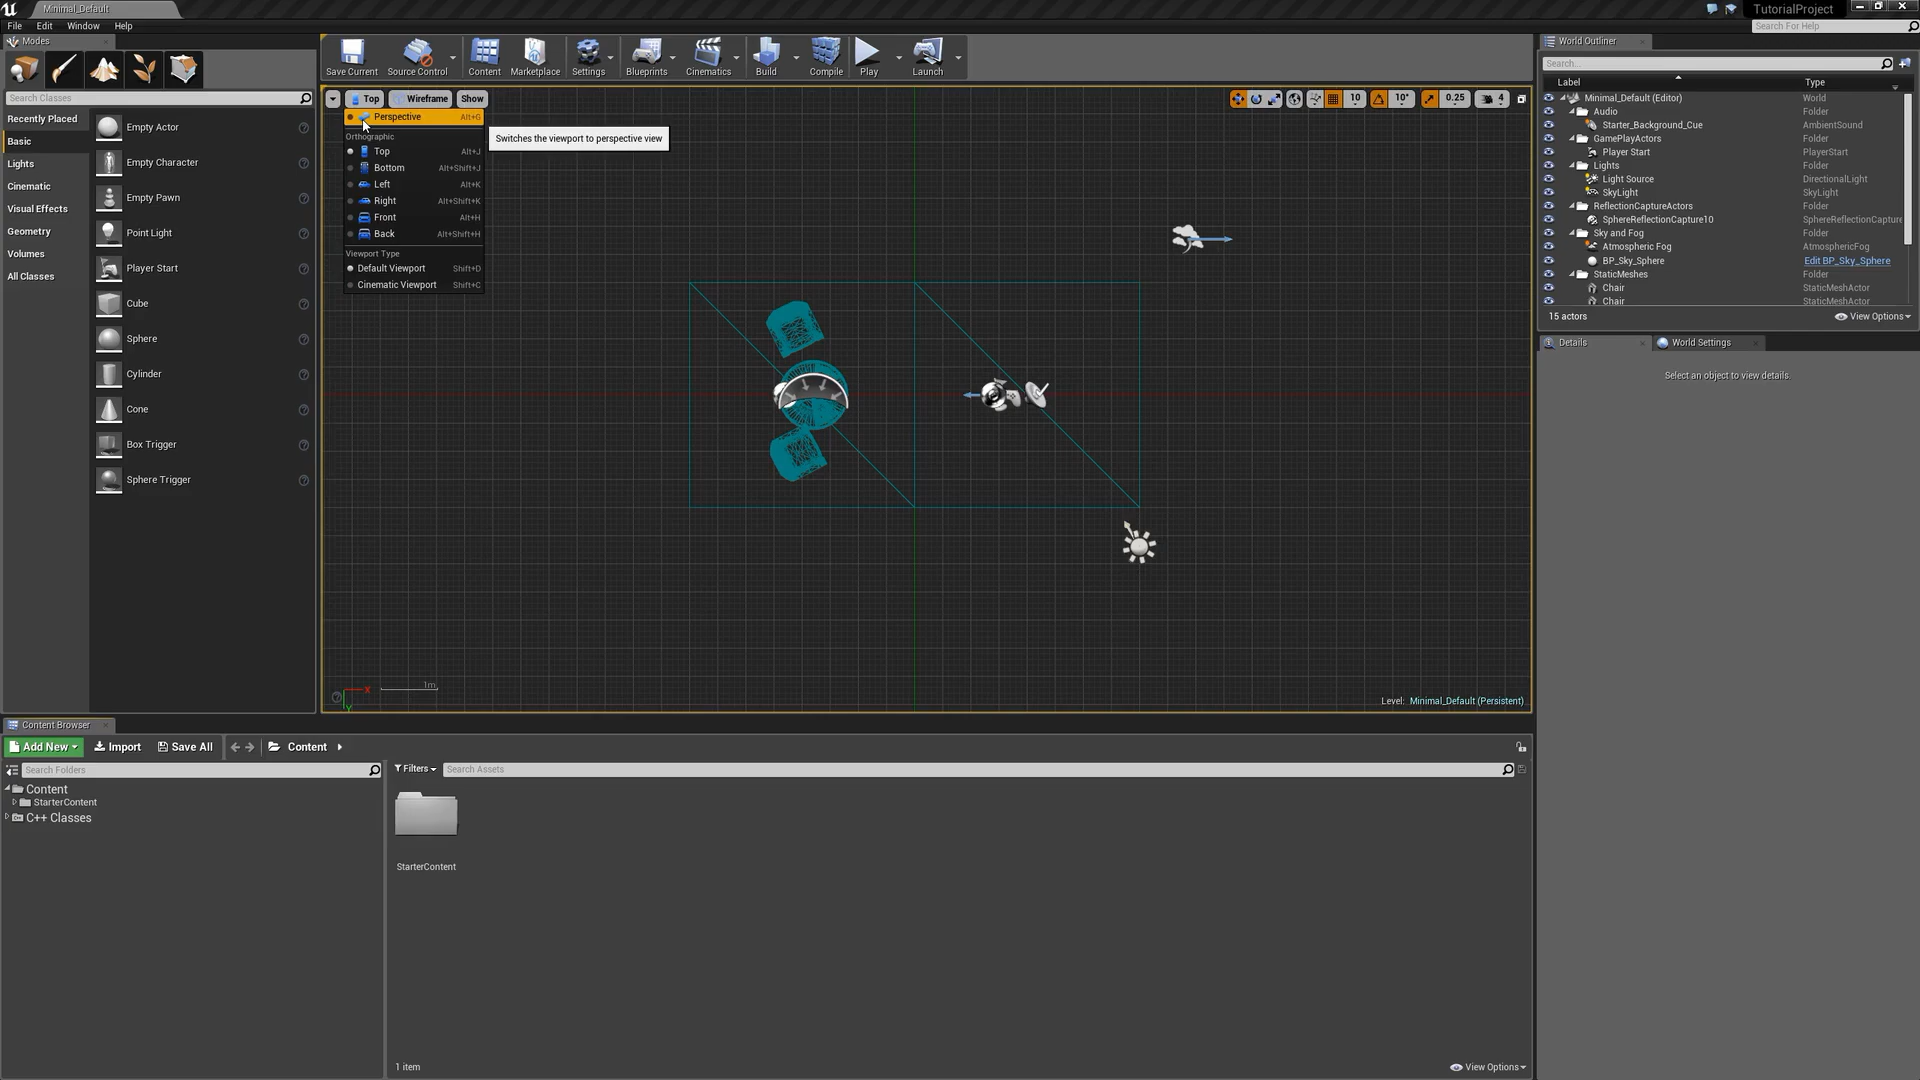 Minimal_Default
TutorialProject
File Edit Window Help
Search For Help
Modes
Save Current
Source Control
Content
Marketplace
Settings
Blueprints
Cinematics
Build
Compile
Play
Launch
World Outliner
Search...
Search Classes
Recently Placed
Basic
Lights
Cinematic
Visual Effects
Geometry
Volumes
All Classes
Empty Actor
Empty Character
Empty Pawn
Point Light
Player Start
Cube
Sphere
Cylinder
Cone
Box Trigger
Sphere Trigger
Top Wireframe Show
10 10° 0.25 4
Perspective Alt+G
Switches the viewport to perspective view
Orthographic
Top Alt+J
Bottom Alt+Shift+J
Left Alt+K
Right Alt+Shift+K
Front Alt+H
Back Alt+Shift+H
Viewport Type
Default Viewport Shift+D
Cinematic Viewport Shift+C
X
Y
1m
Level: Minimal_Default (Persistent)
Label Type
Minimal_Default (Editor) World
Audio Folder
Starter_Background_Cue AmbientSound
GamePlayActors Folder
Player Start PlayerStart
Lights Folder
Light Source DirectionalLight
SkyLight SkyLight
ReflectionCaptureActors Folder
SphereReflectionCapture10 SphereReflectionCapture
Sky and Fog Folder
Atmospheric Fog AtmosphericFog
BP_Sky_Sphere Edit BP_Sky_Sphere
StaticMeshes Folder
Chair StaticMeshActor
Chair StaticMeshActor
15 actors View Options
Details World Settings
Select an object to view details.
Content Browser
Add New Import Save All Content
Search Folders
Content
StarterContent
C++ Classes
Filters Search Assets
StarterContent
1 item View Options